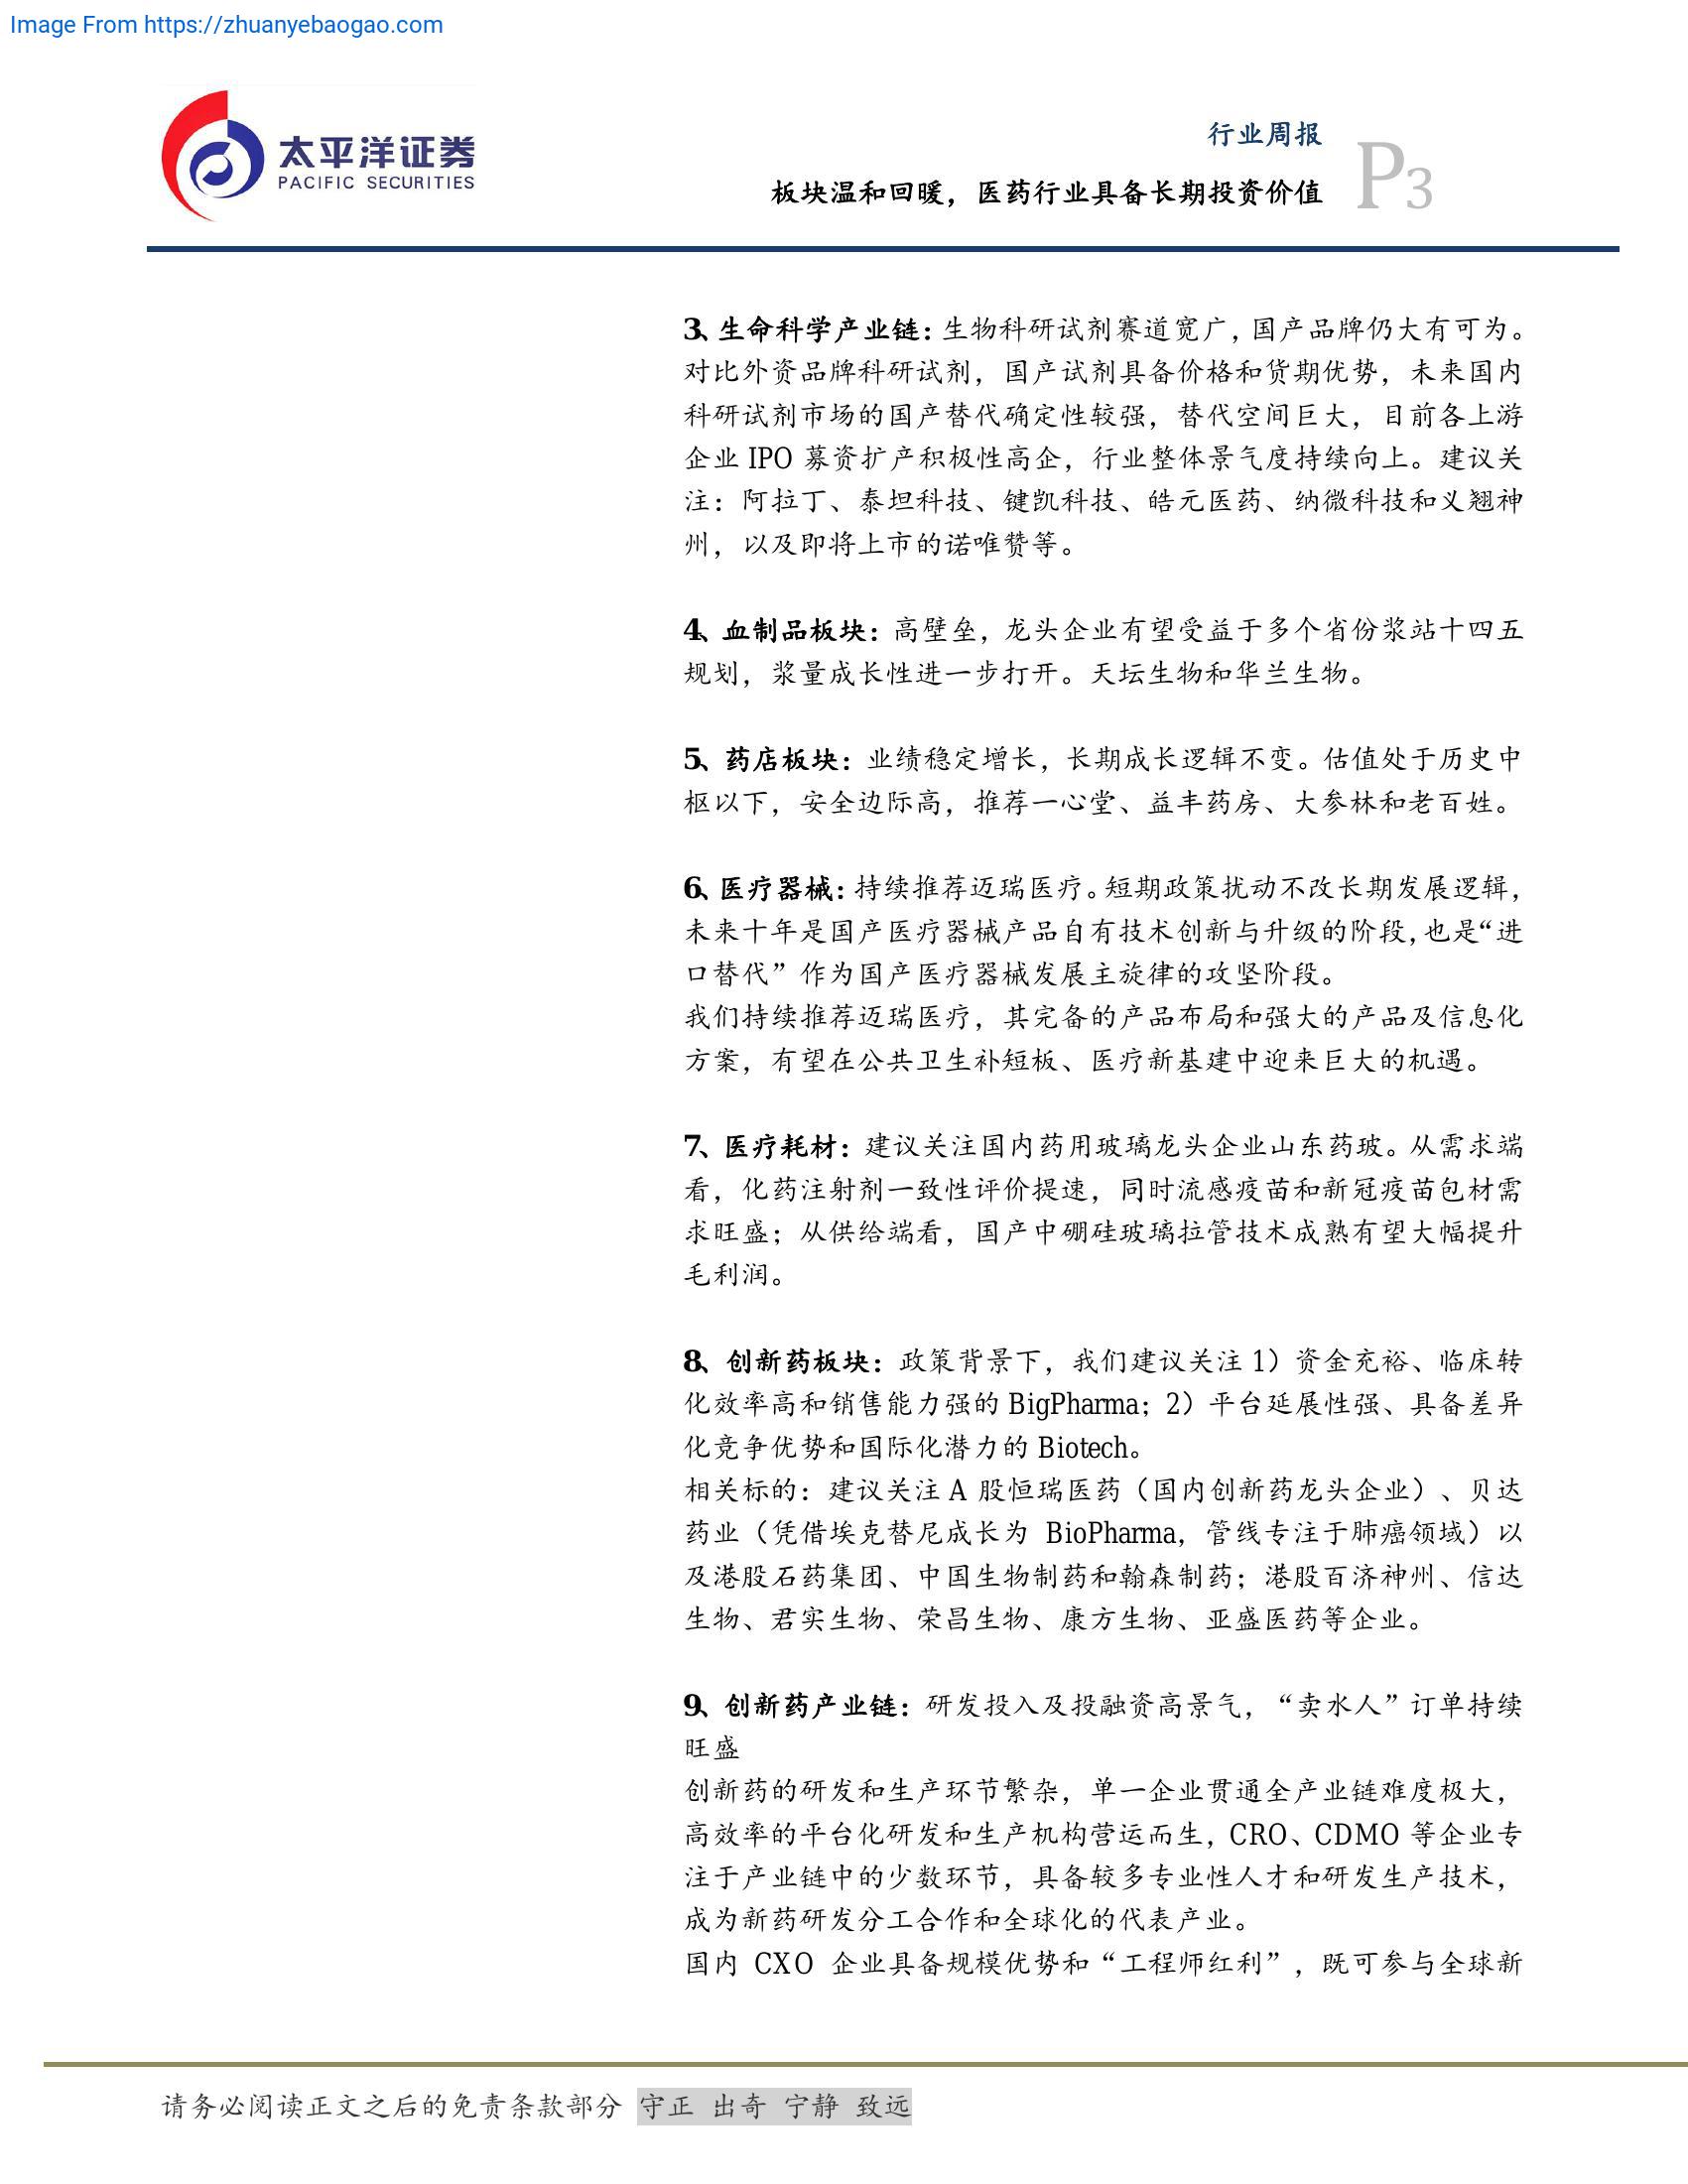 Image From https://zhuanyebaogao.com
太平洋证券
PACIFIC SECURITIES
行业周报
板块温和回暖，医药行业具备长期投资价值
P3
3、生命科学产业链：生物科研试剂赛道宽广，国产品牌仍大有可为。
对比外资品牌科研试剂，国产试剂具备价格和货期优势，未来国内
科研试剂市场的国产替代确定性较强，替代空间巨大，目前各上游
企业 IPO 募资扩产积极性高企，行业整体景气度持续向上。建议关
注：阿拉丁、泰坦科技、键凯科技、皓元医药、纳微科技和义翘神
州，以及即将上市的诺唯赞等。
4、血制品板块：高壁垒，龙头企业有望受益于多个省份浆站十四五
规划，浆量成长性进一步打开。天坛生物和华兰生物。
5、药店板块：业绩稳定增长，长期成长逻辑不变。估值处于历史中
枢以下，安全边际高，推荐一心堂、益丰药房、大参林和老百姓。
6、医疗器械：持续推荐迈瑞医疗。短期政策扰动不改长期发展逻辑，
未来十年是国产医疗器械产品自有技术创新与升级的阶段，也是“进
口替代”作为国产医疗器械发展主旋律的攻坚阶段。
我们持续推荐迈瑞医疗，其完备的产品布局和强大的产品及信息化
方案，有望在公共卫生补短板、医疗新基建中迎来巨大的机遇。
7、医疗耗材：建议关注国内药用玻璃龙头企业山东药玻。从需求端
看，化药注射剂一致性评价提速，同时流感疫苗和新冠疫苗包材需
求旺盛；从供给端看，国产中硼硅玻璃拉管技术成熟有望大幅提升
毛利润。
8、创新药板块：政策背景下，我们建议关注 1）资金充裕、临床转
化效率高和销售能力强的 BigPharma；2）平台延展性强、具备差异
化竞争优势和国际化潜力的 Biotech。
相关标的：建议关注 A 股恒瑞医药（国内创新药龙头企业）、贝达
药业（凭借埃克替尼成长为 BioPharma，管线专注于肺癌领域）以
及港股石药集团、中国生物制药和翰森制药；港股百济神州、信达
生物、君实生物、荣昌生物、康方生物、亚盛医药等企业。
9、创新药产业链：研发投入及投融资高景气，“卖水人”订单持续
旺盛
创新药的研发和生产环节繁杂，单一企业贯通全产业链难度极大，
高效率的平台化研发和生产机构营运而生，CRO、CDMO 等企业专
注于产业链中的少数环节，具备较多专业性人才和研发生产技术，
成为新药研发分工合作和全球化的代表产业。
国内 CXO 企业具备规模优势和“工程师红利”，既可参与全球新
请务必阅读正文之后的免责条款部分 守正 出奇 宁静 致远